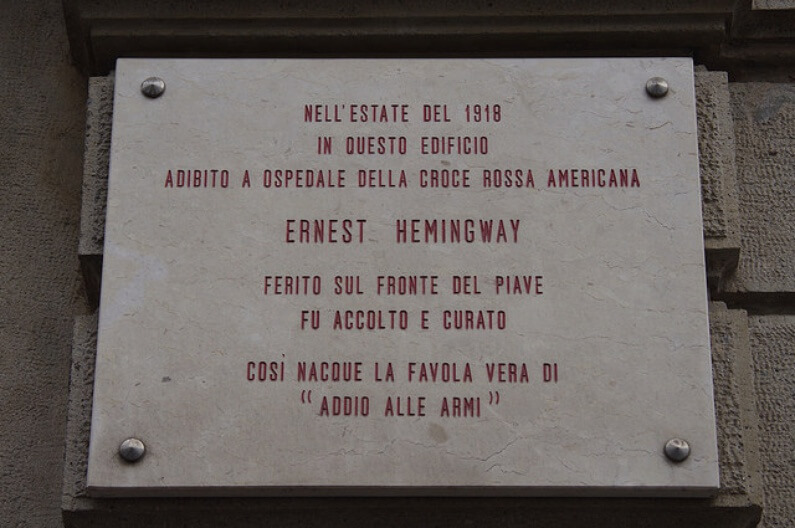 NELL'ESTATE DEL 1918
IN QUESTO EDIFICIO
ADIBITO A OSPEDALE DELLA CROCE ROSSA AMERICANA
ERNEST HEMINGWAY
FERITO SUL FRONTE DEL PIAVE
FU ACCOLTO E CURATO
COSÌ NACQUE LA FAVOLA VERA DI
"ADDIO ALLE ARMI"